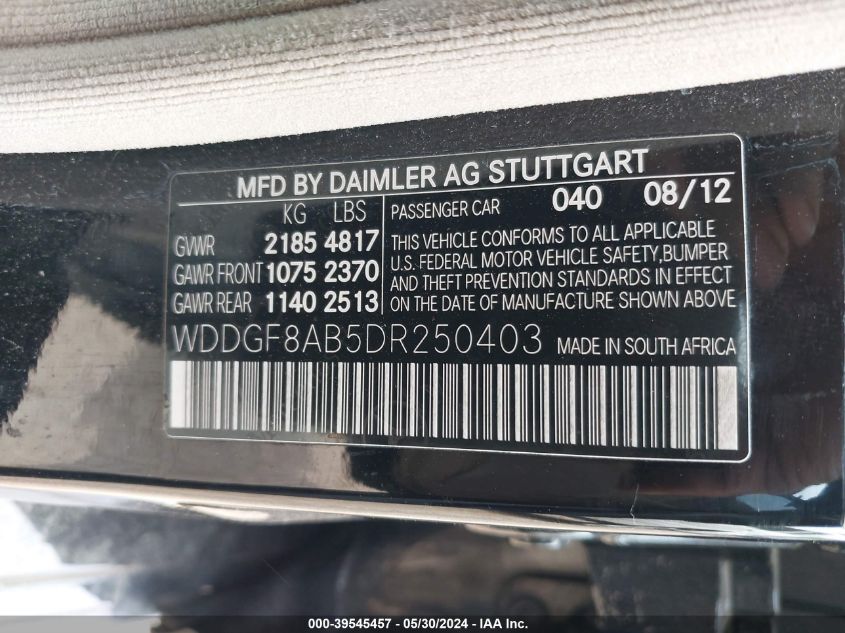 MFD BY DAIMLER AG STUTTGART
KG LBS
GVWR 2185 4817
GAWR FRONT 1075 2370
GAWR REAR 1140 2513
PASSENGER CAR 040 08/12
THIS VEHICLE CONFORMS TO ALL APPLICABLE
U.S. FEDERAL MOTOR VEHICLE SAFETY,BUMPER
AND THEFT PREVENTION STANDARDS IN EFFECT
ON THE DATE OF MANUFACTURE SHOWN ABOVE
WDDGF8AB5DR250403 MADE IN SOUTH AFRICA
000-39545457 - 05/30/2024 - IAA Inc.